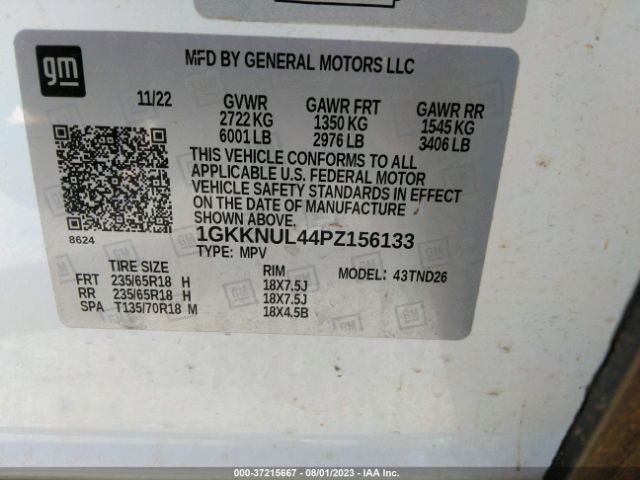 gm
MFD BY GENERAL MOTORS LLC
11/22 GVWR GAWR FRT GAWR RR
2722 KG 1350 KG 1545 KG
6001 LB 2976 LB 3406 LB
THIS VEHICLE CONFORMS TO ALL
APPLICABLE U.S. FEDERAL MOTOR
VEHICLE SAFETY STANDARDS IN EFFECT
ON THE DATE OF MANUFACTURE
SHOWN ABOVE.
8624 1GKKNUL44PZ156133
TYPE: MPV
TIRE SIZE RIM MODEL: 43TND26
FRT 235/65R18 H 18X7.5J
RR 235/65R18 H 18X7.5J
SPA T135/70R18 M 18X4.5B
000-37215667 - 08/01/2023 - IAA Inc.